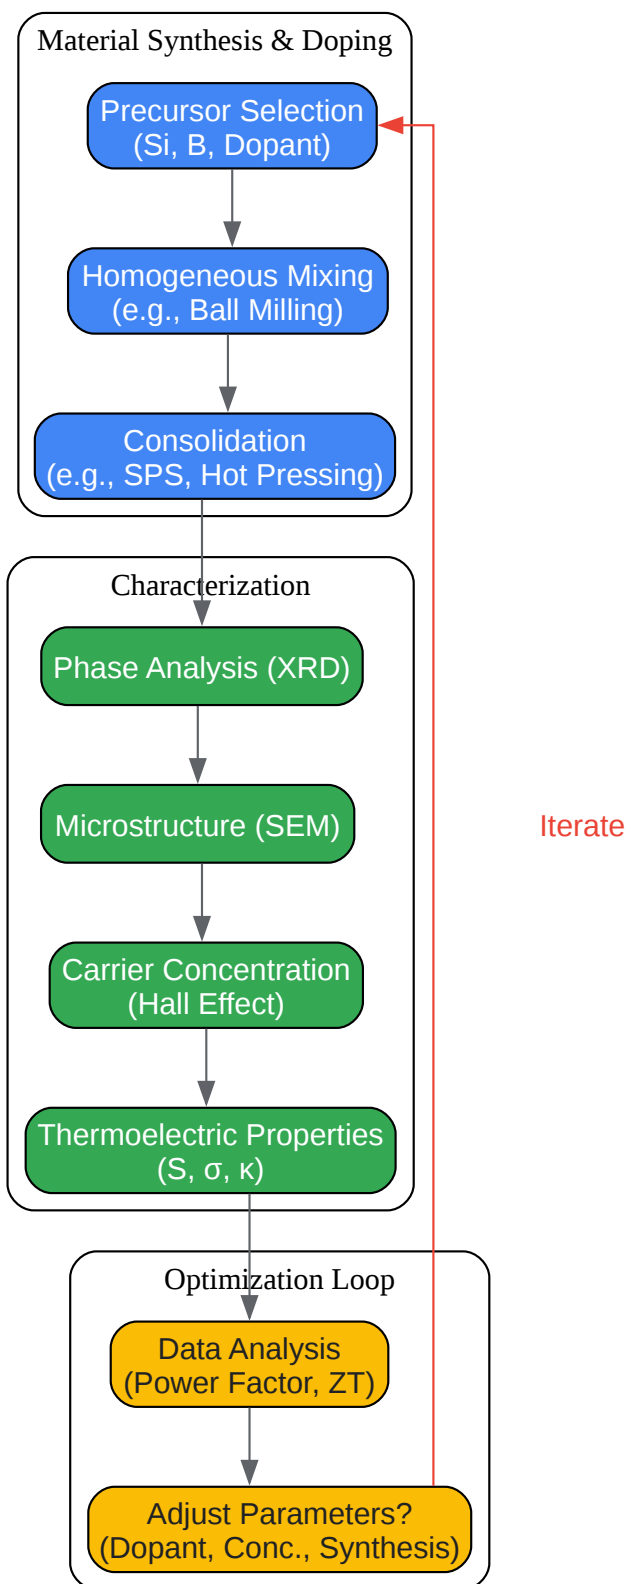 Material Synthesis & Doping
Precursor Selection
(Si, B, Dopant)
Homogeneous Mixing
(e.g., Ball Milling)
Consolidation
(e.g., SPS, Hot Pressing)
Characterization
Phase Analysis (XRD)
Microstructure (SEM)
Iterate
Carrier Concentration
(Hall Effect)
Thermoelectric Properties
(S, σ, κ)
Optimization Loop
Data Analysis
(Power Factor, ZT)
Adjust Parameters?
(Dopant, Conc., Synthesis)